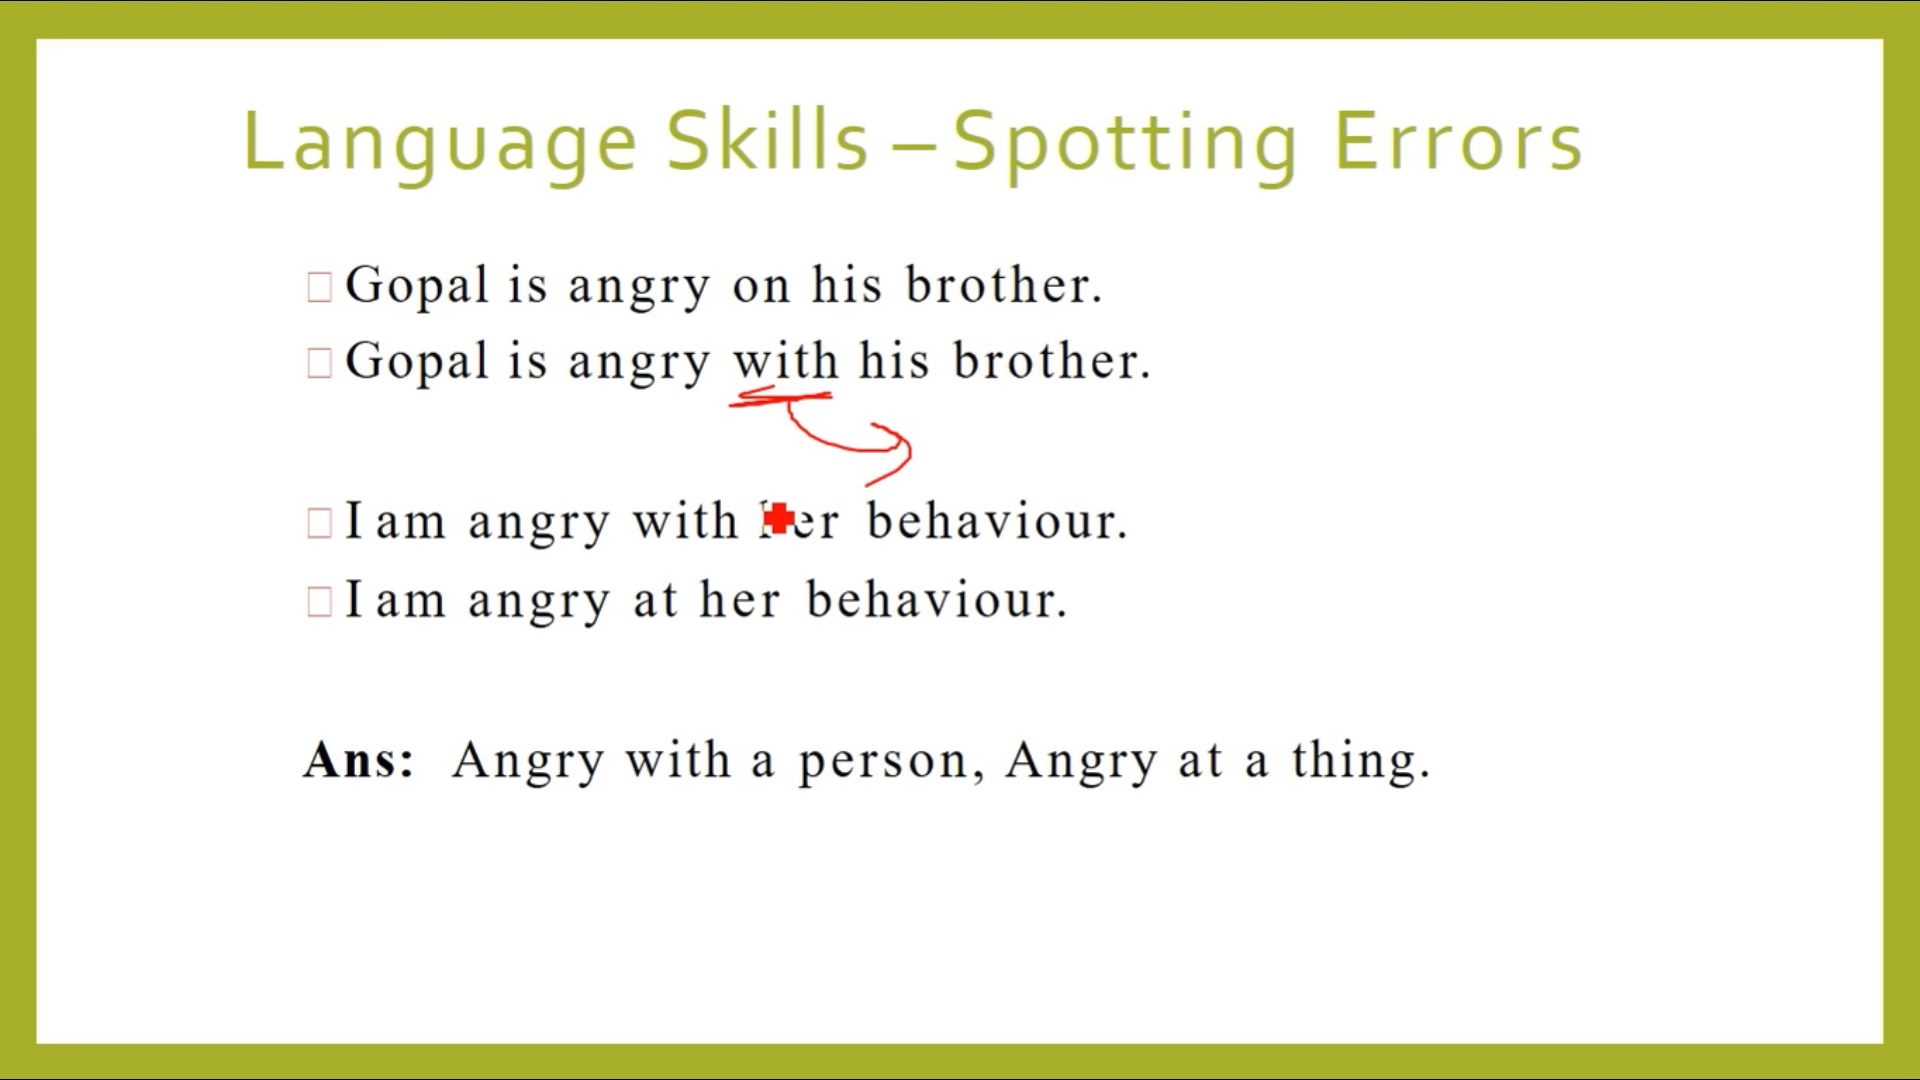 Language Skills – Spotting Errors
Gopal is angry on his brother.
Gopal is angry with his brother.
I am angry with her behaviour.
I am angry at her behaviour.
Ans: Angry with a person, Angry at a thing.